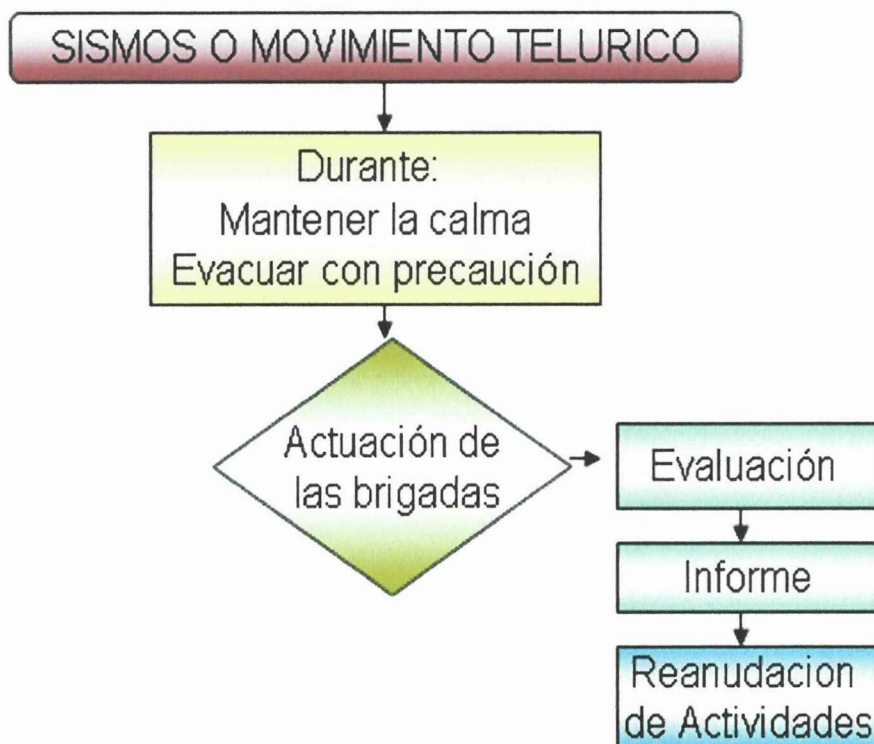 SISMOS O MOVIMIENTO TELURICO
Durante:
Mantener la calma
Evacuar con precaución
Actuación de
las brigadas
Evaluación
Informe
Reanudacion
de Actividades